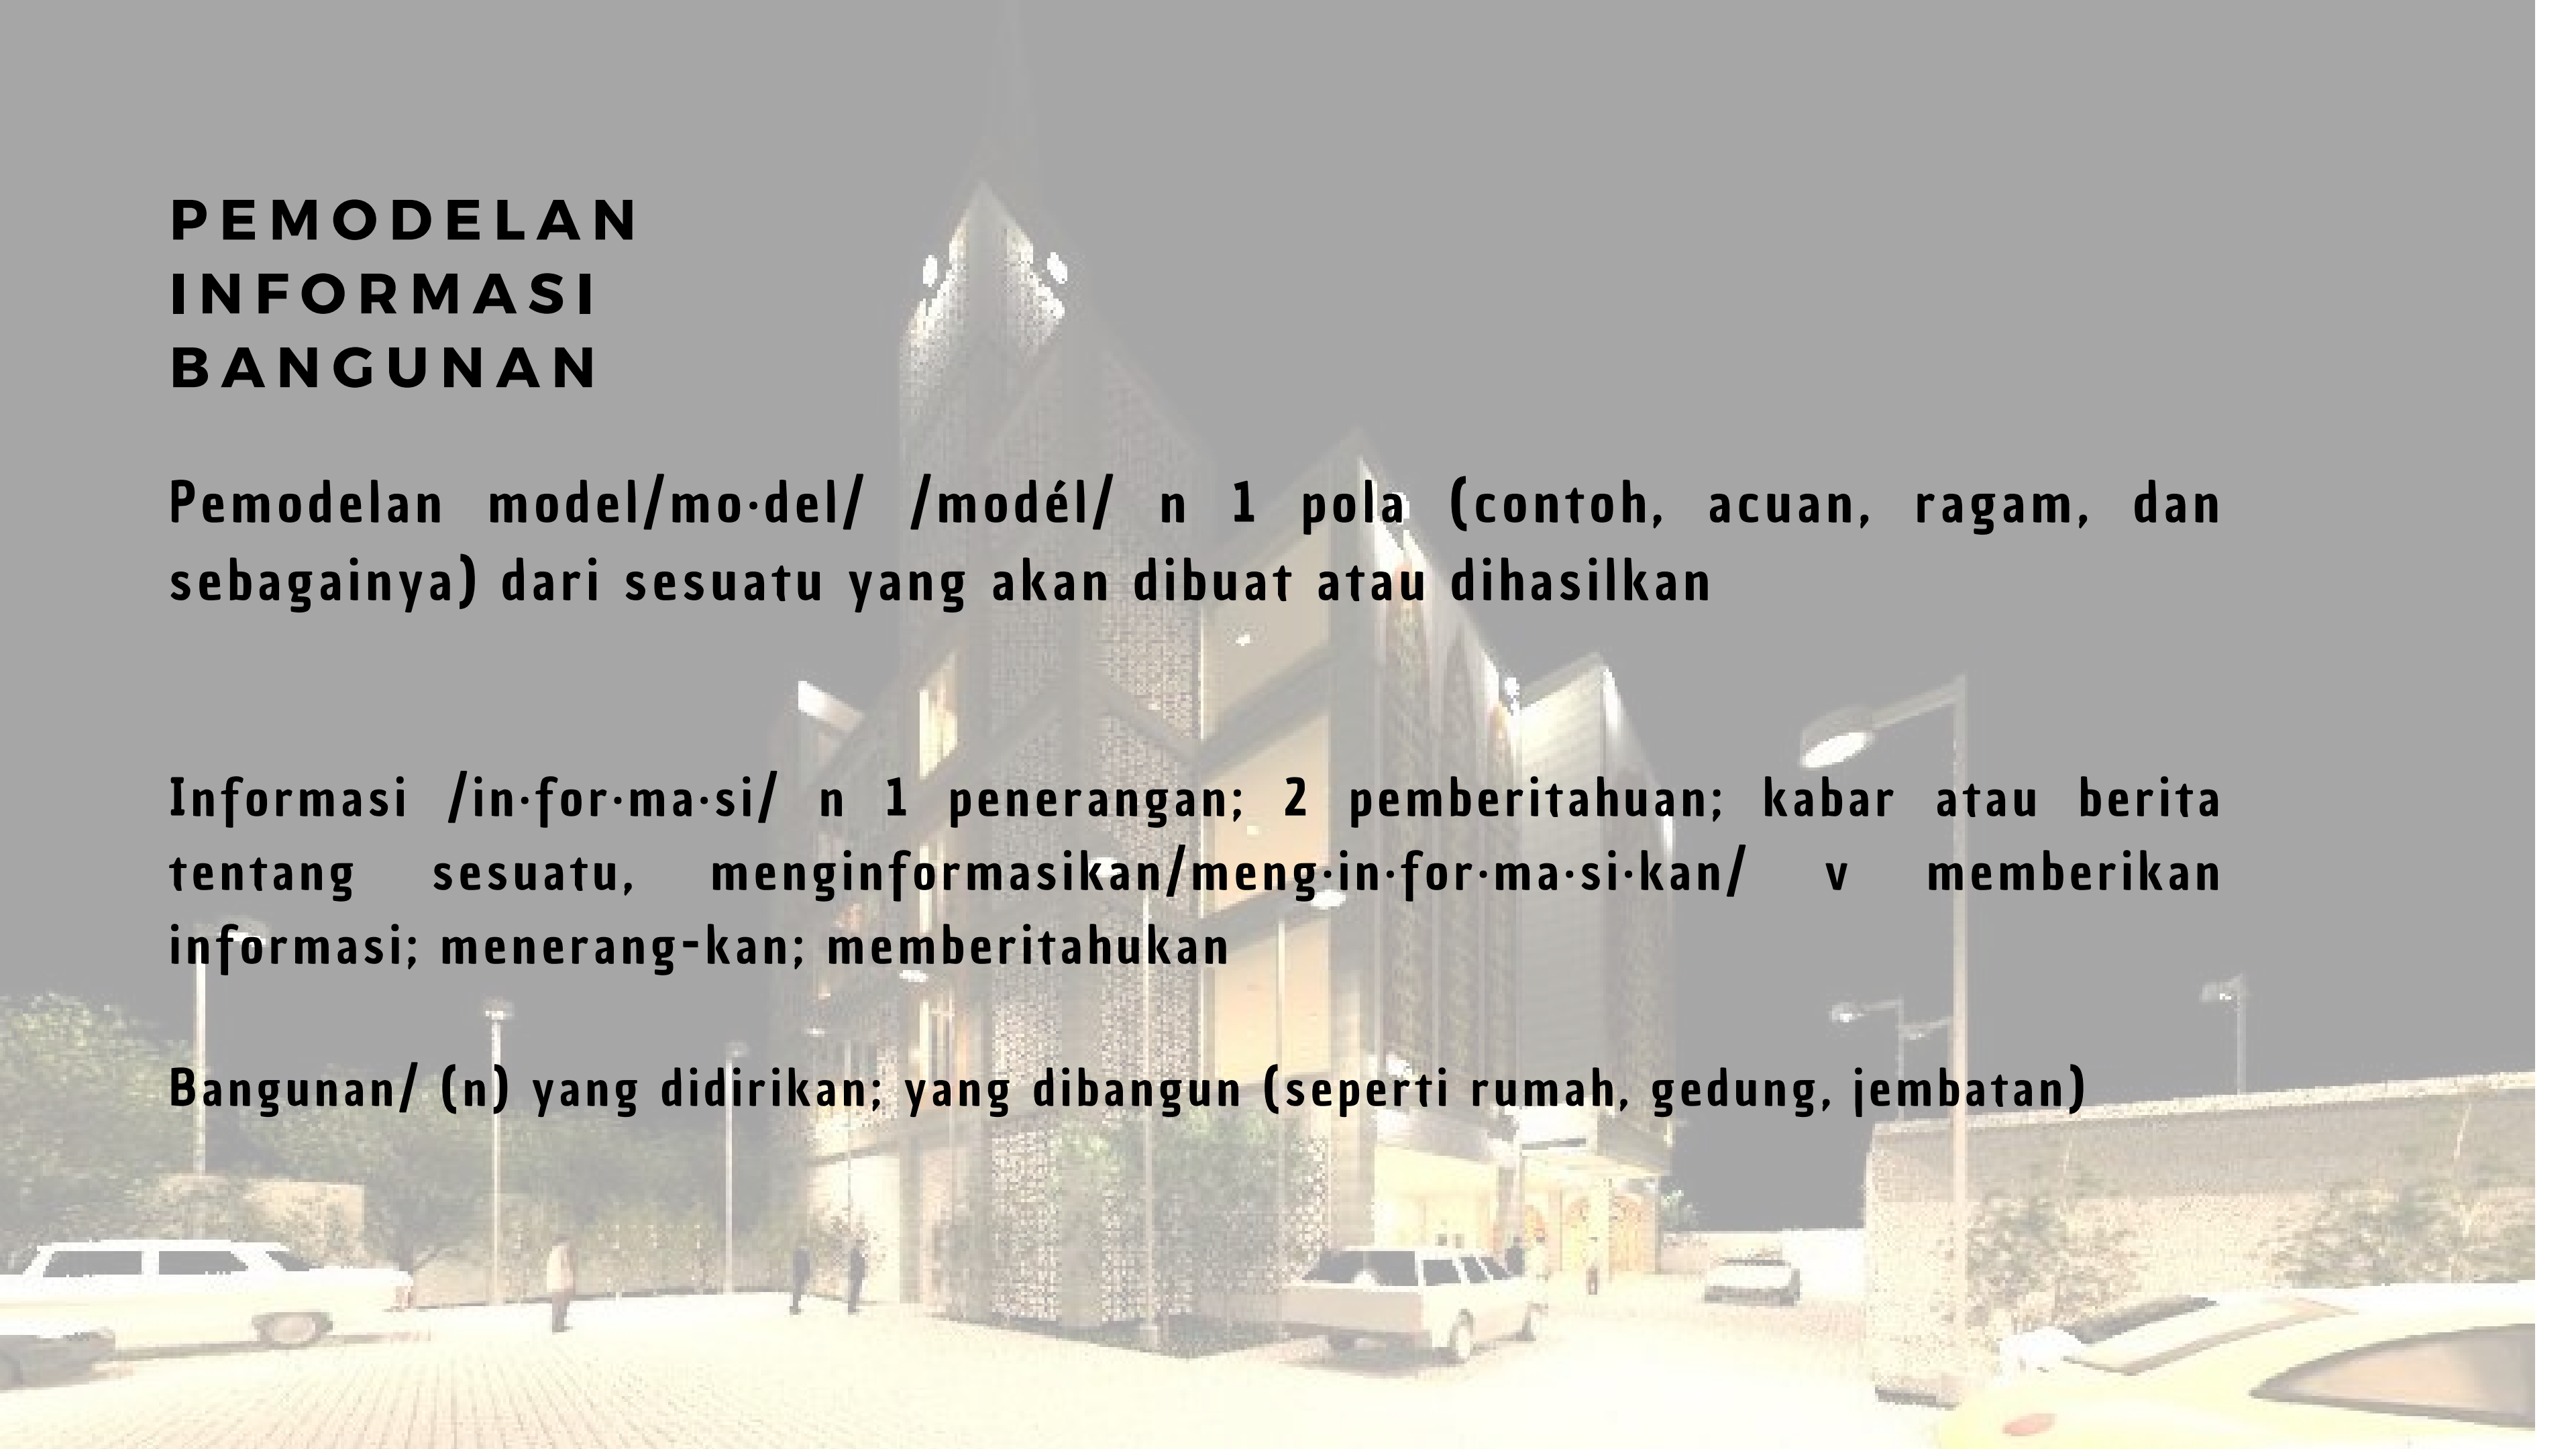 PEMODELAN
INFORMASI
BANGUNAN
Pemodelan model/mo·del/ /modél/ n 1 pola (contoh, acuan, ragam, dan
sebagainya) dari sesuatu yang akan dibuat atau dihasilkan
Informasi /in·for·ma·si/ n 1 penerangan; 2 pemberitahuan; kabar atau berita
tentang sesuatu, menginformasikan/meng·in·for·ma·si·kan/ v memberikan
informasi; menerang-kan; memberitahukan
Bangunan/ (n) yang didirikan; yang dibangun (seperti rumah, gedung, jembatan)